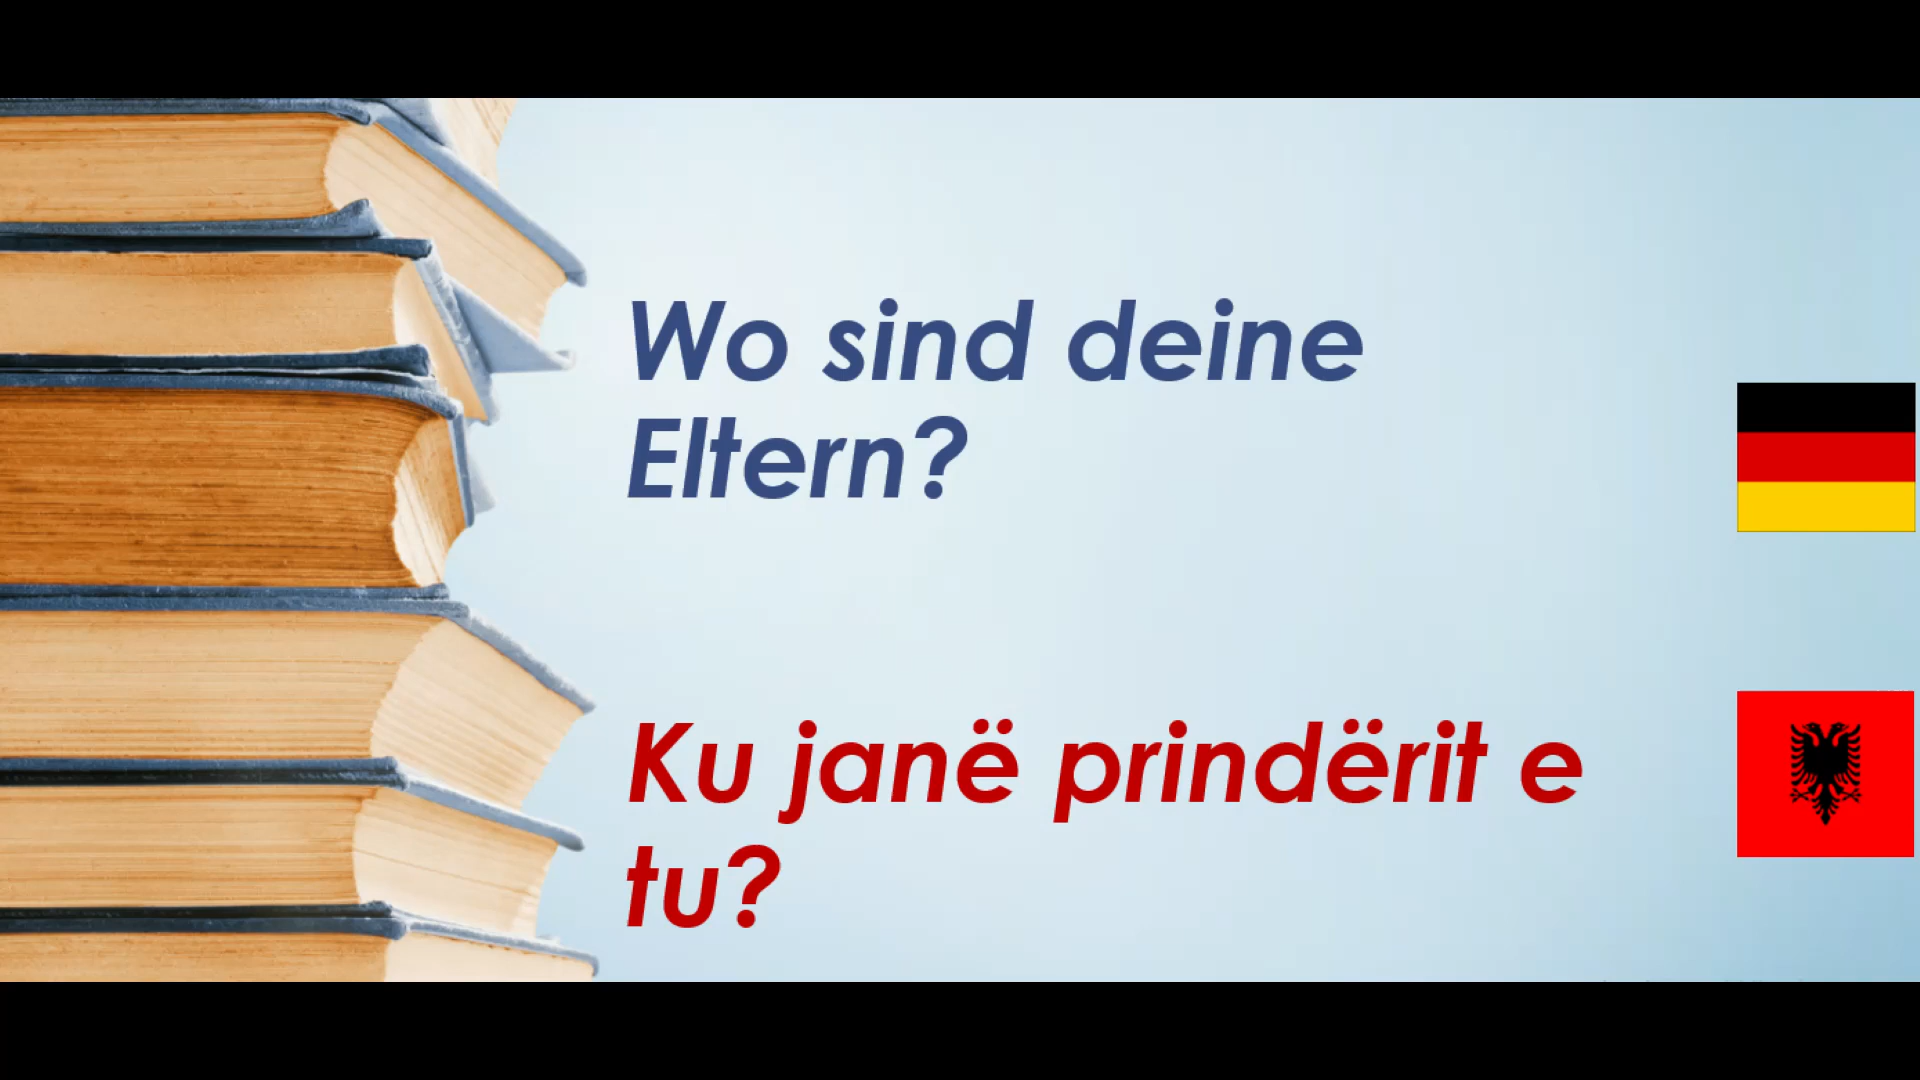 Wo sind deine
Eltern?
Ku janë prindërit e
tu?